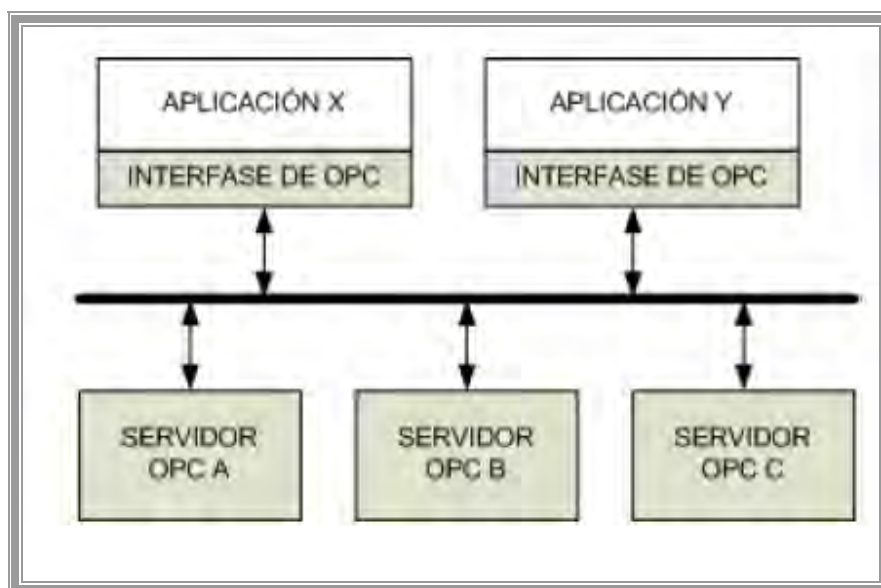 APLICACIÓN X
APLICACIÓN Y
INTERFASE DE OPC
INTERFASE DE OPC
SERVIDOR
OPC A
SERVIDOR
OPC B
SERVIDOR
OPC C